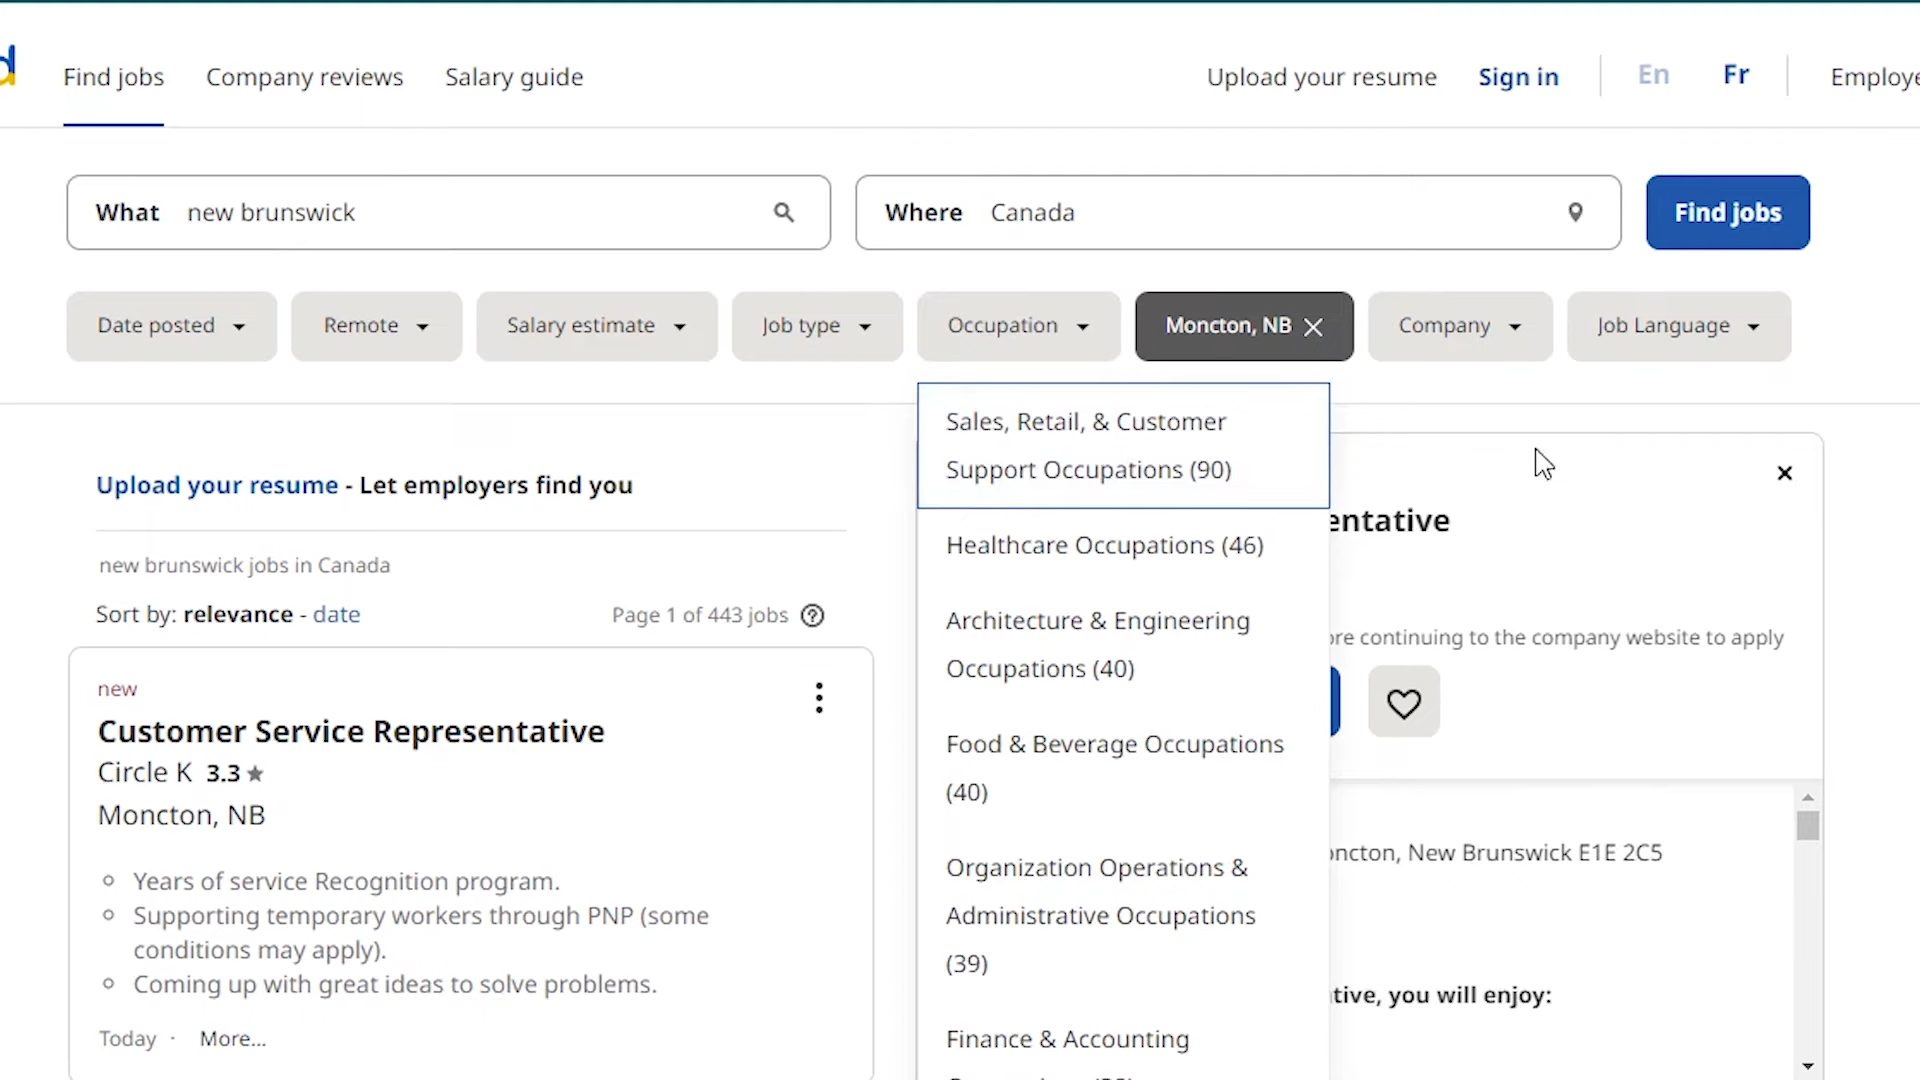 Find jobs
Company reviews
Salary guide
Upload your resume
Sign in
En
Fr
What new brunswick
Where Canada
Find jobs
Date posted
Remote
Salary estimate
Job type
Occupation
Moncton, NB
Company
Job Language
Sales, Retail, & Customer
Support Occupations (90)
Healthcare Occupations (46)
Architecture & Engineering
Occupations (40)
Food & Beverage Occupations
(40)
Organization Operations &
Administrative Occupations
(39)
Finance & Accounting
Upload your resume - Let employers find you
new brunswick jobs in Canada
Sort by: relevance - date
Page 1 of 443 jobs
new
Customer Service Representative
Circle K 3.3
Moncton, NB
Years of service Recognition program.
Supporting temporary workers through PNP (some
conditions may apply).
Coming up with great ideas to solve problems.
Today · More...
entative
continuing to the company website to apply
oncton, New Brunswick E1E 2C5
tive, you will enjoy: